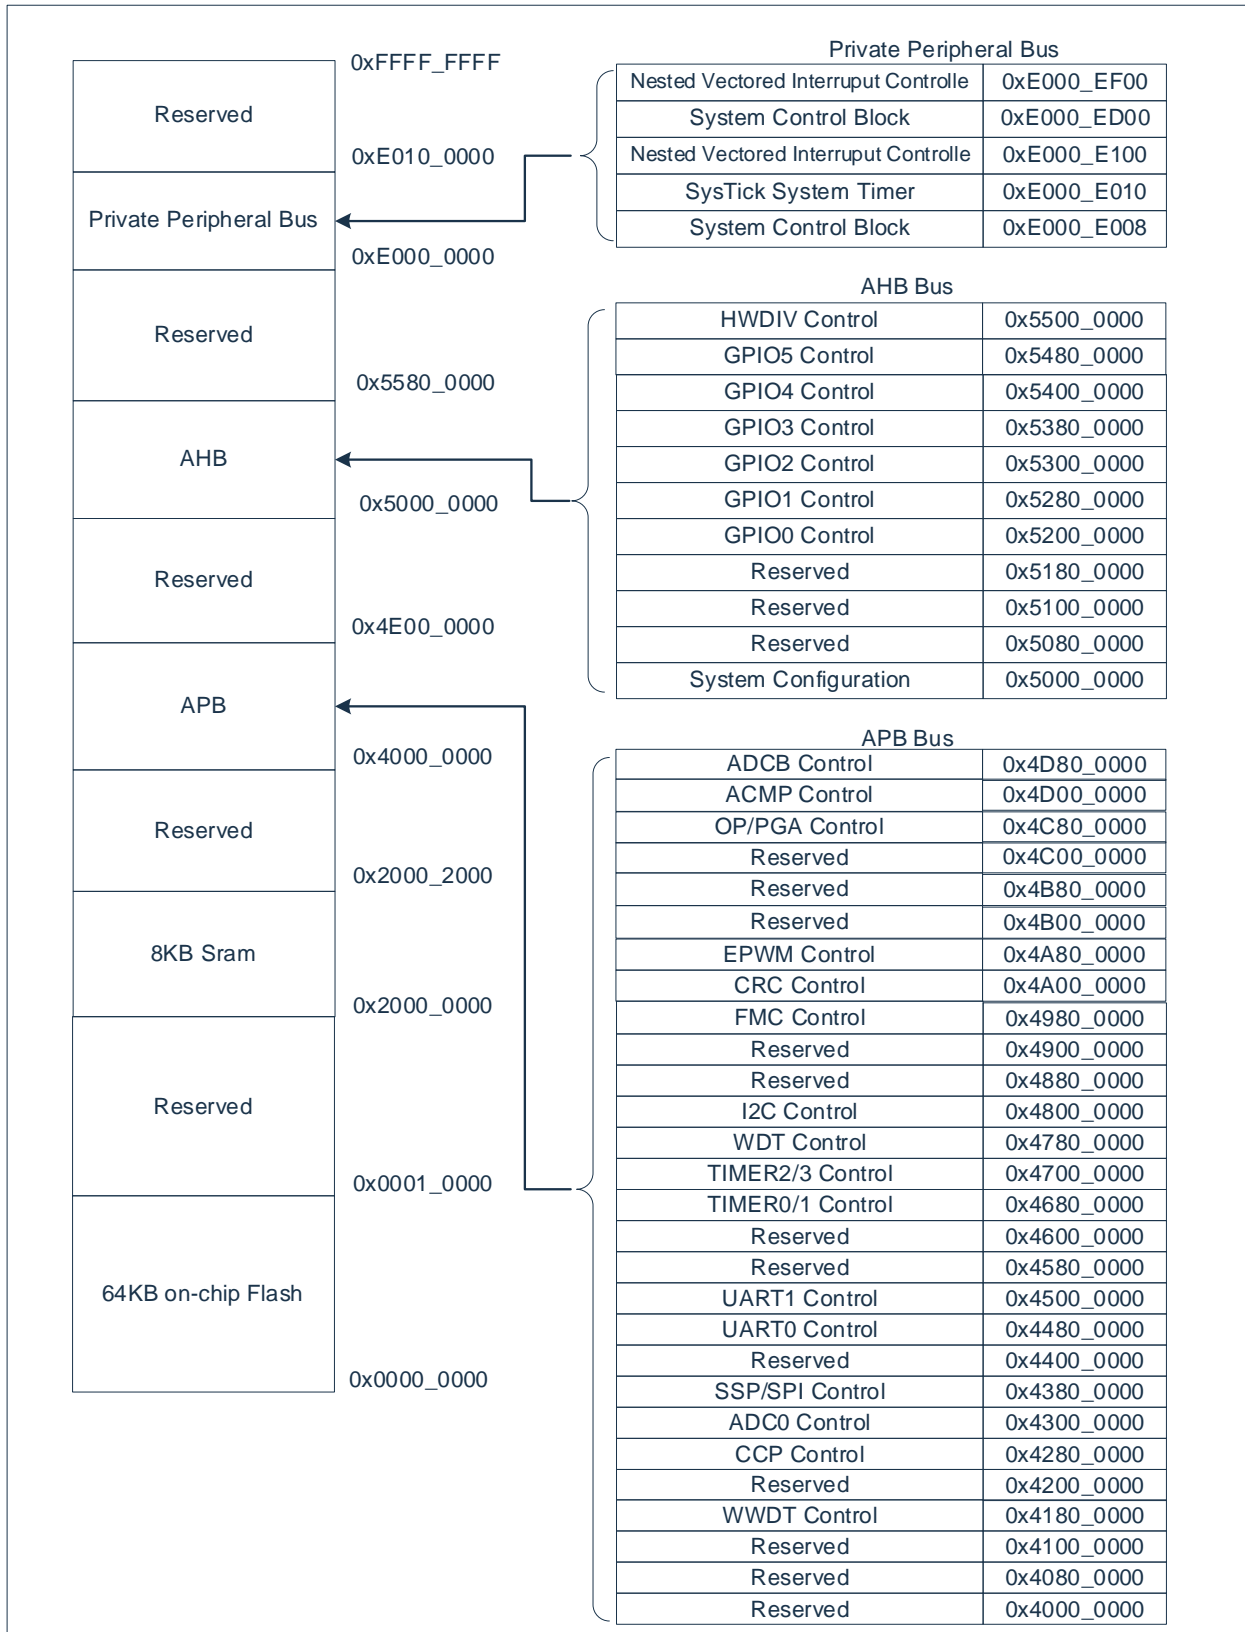 0xFFFF_FFFF
Reserved
0xE010_0000
Private Peripheral Bus
0xE000_0000
Reserved
0x5580_0000
AHB
0x5000_0000
Reserved
0x4E00_0000
APB
0x4000_0000
Reserved
0x2000_2000
8KB Sram
0x2000_0000
Reserved
0x0001_0000
64KB on-chip Flash
0x0000_0000
Private Peripheral Bus
Nested Vectored Interruput Controlle 0xE000_EF00
System Control Block 0xE000_ED00
Nested Vectored Interruput Controlle 0xE000_E100
SysTick System Timer 0xE000_E010
System Control Block 0xE000_E008
AHB Bus
HWDIV Control 0x5500_0000
GPIO5 Control 0x5480_0000
GPIO4 Control 0x5400_0000
GPIO3 Control 0x5380_0000
GPIO2 Control 0x5300_0000
GPIO1 Control 0x5280_0000
GPIO0 Control 0x5200_0000
Reserved 0x5180_0000
Reserved 0x5100_0000
Reserved 0x5080_0000
System Configuration 0x5000_0000
APB Bus
ADCB Control 0x4D80_0000
ACMP Control 0x4D00_0000
OP/PGA Control 0x4C80_0000
Reserved 0x4C00_0000
Reserved 0x4B80_0000
Reserved 0x4B00_0000
EPWM Control 0x4A80_0000
CRC Control 0x4A00_0000
FMC Control 0x4980_0000
Reserved 0x4900_0000
Reserved 0x4880_0000
I2C Control 0x4800_0000
WDT Control 0x4780_0000
TIMER2/3 Control 0x4700_0000
TIMER0/1 Control 0x4680_0000
Reserved 0x4600_0000
Reserved 0x4580_0000
UART1 Control 0x4500_0000
UART0 Control 0x4480_0000
Reserved 0x4400_0000
SSP/SPI Control 0x4380_0000
ADC0 Control 0x4300_0000
CCP Control 0x4280_0000
Reserved 0x4200_0000
WWDT Control 0x4180_0000
Reserved 0x4100_0000
Reserved 0x4080_0000
Reserved 0x4000_0000